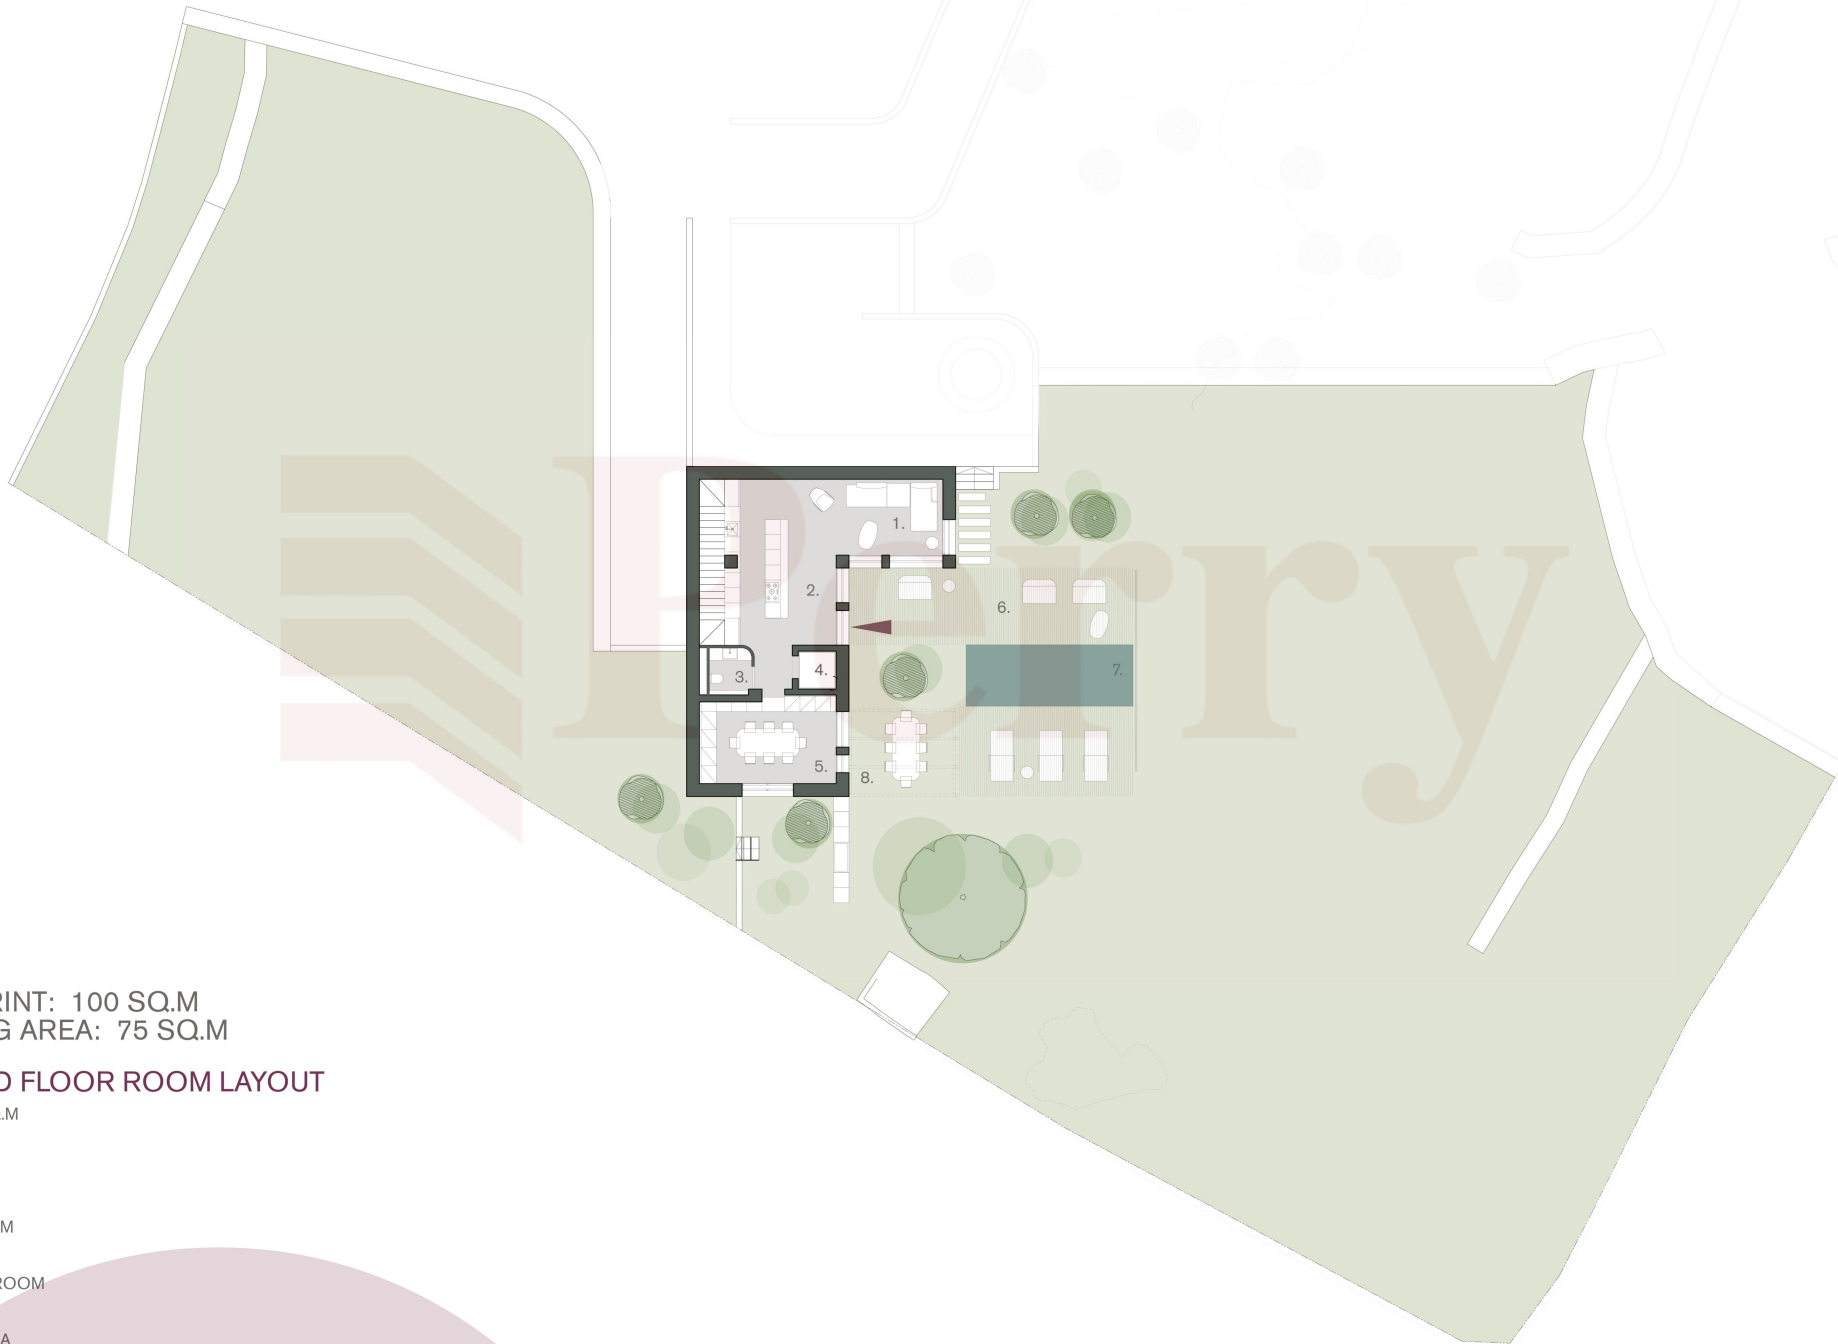 Perry
1.
2.
6.
3.
4.
7.
5.
8.
RINT: 100 SQ.M
G AREA: 75 SQ.M
D FLOOR ROOM LAYOUT
.M
M
ROOM
A